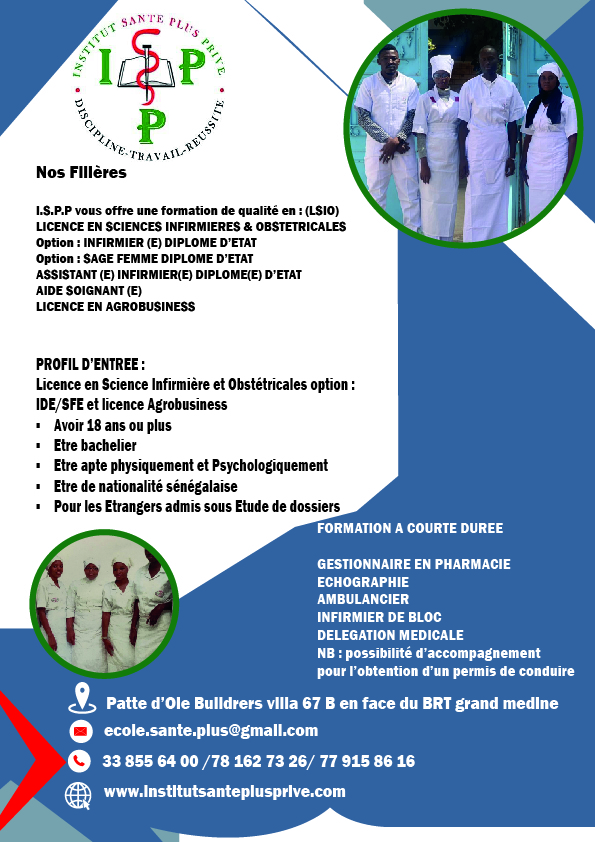 INSTITUT SANTE PLUS PRIVE
I S P
P
DISCIPLINE-TRAVAIL-REUSSITE
Nos Filières
I.S.P.P vous offre une formation de qualité en : (LSIO)
LICENCE EN SCIENCES INFIRMIERES & OBSTETRICALES
Option : INFIRMIER (E) DIPLOME D'ETAT
Option : SAGE FEMME DIPLOME D'ETAT
ASSISTANT (E) INFIRMIER(E) DIPLOME(E) D'ETAT
AIDE SOIGNANT (E)
LICENCE EN AGROBUSINESS
PROFIL D'ENTREE :
Licence en Science Infirmière et Obstétricales option :
IDE/SFE et licence Agrobusiness
▪ Avoir 18 ans ou plus
▪ Etre bachelier
▪ Etre apte physiquement et Psychologiquement
▪ Etre de nationalité sénégalaise
▪ Pour les Etrangers admis sous Etude de dossiers
FORMATION A COURTE DUREE
GESTIONNAIRE EN PHARMACIE
ECHOGRAPHIE
AMBULANCIER
INFIRMIER DE BLOC
DELEGATION MEDICALE
NB : possibilité d'accompagnement
pour l'obtention d'un permis de conduire
Patte d'Oie Buildrers villa 67 B en face du BRT grand medine
ecole.sante.plus@gmail.com
33 855 64 00 /78 162 73 26/ 77 915 86 16
www.institutsanteplusprive.com